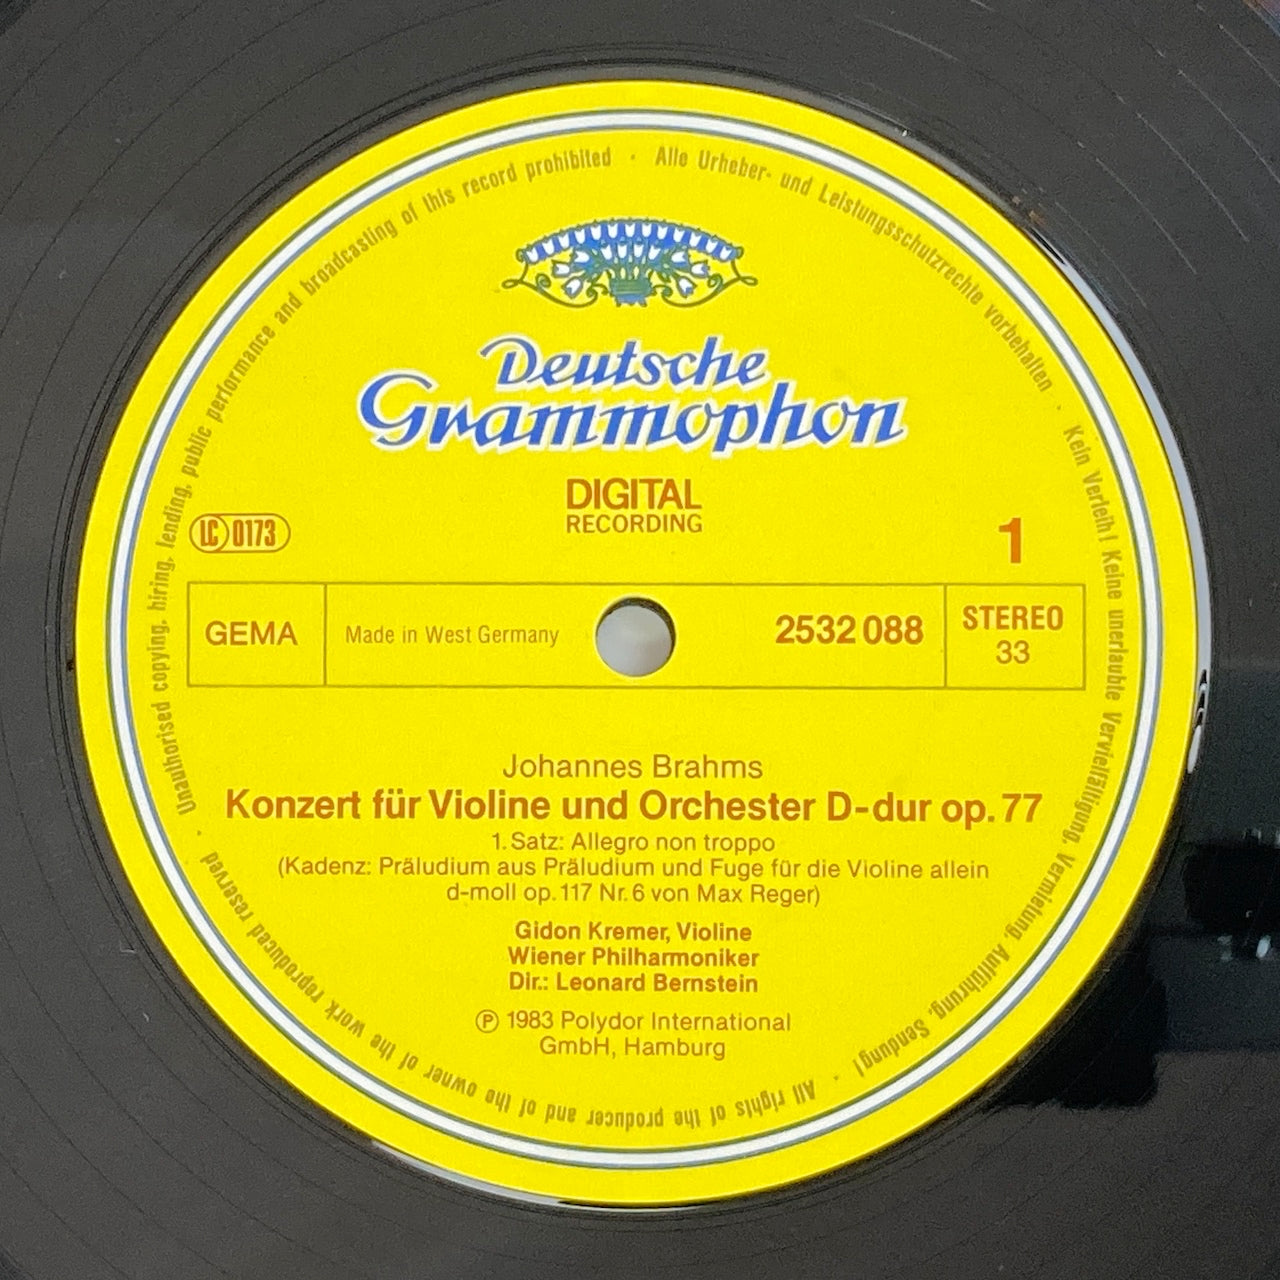 Unauthorised copying, hiring, lending, public performance and broadcasting of this record prohibited · Alle Urheber- und Leistungsschutzrechte vorbehalten · Kein Verleih! Keine unerlaubte Vervielfältigung, Vermietung, Aufführung, Sendung! · All rights of the producer and of the owner of the work reproduced reserved ·
Deutsche
Grammophon
DIGITAL
RECORDING
LC 0173
1
GEMA
Made in West Germany
2532 088
STEREO
33
Johannes Brahms
Konzert für Violine und Orchester D-dur op. 77
1. Satz: Allegro non troppo
(Kadenz: Präludium aus Präludium und Fuge für die Violine allein
d-moll op. 117 Nr. 6 von Max Reger)
Gidon Kremer, Violine
Wiener Philharmoniker
Dir.: Leonard Bernstein
℗ 1983 Polydor International
GmbH, Hamburg